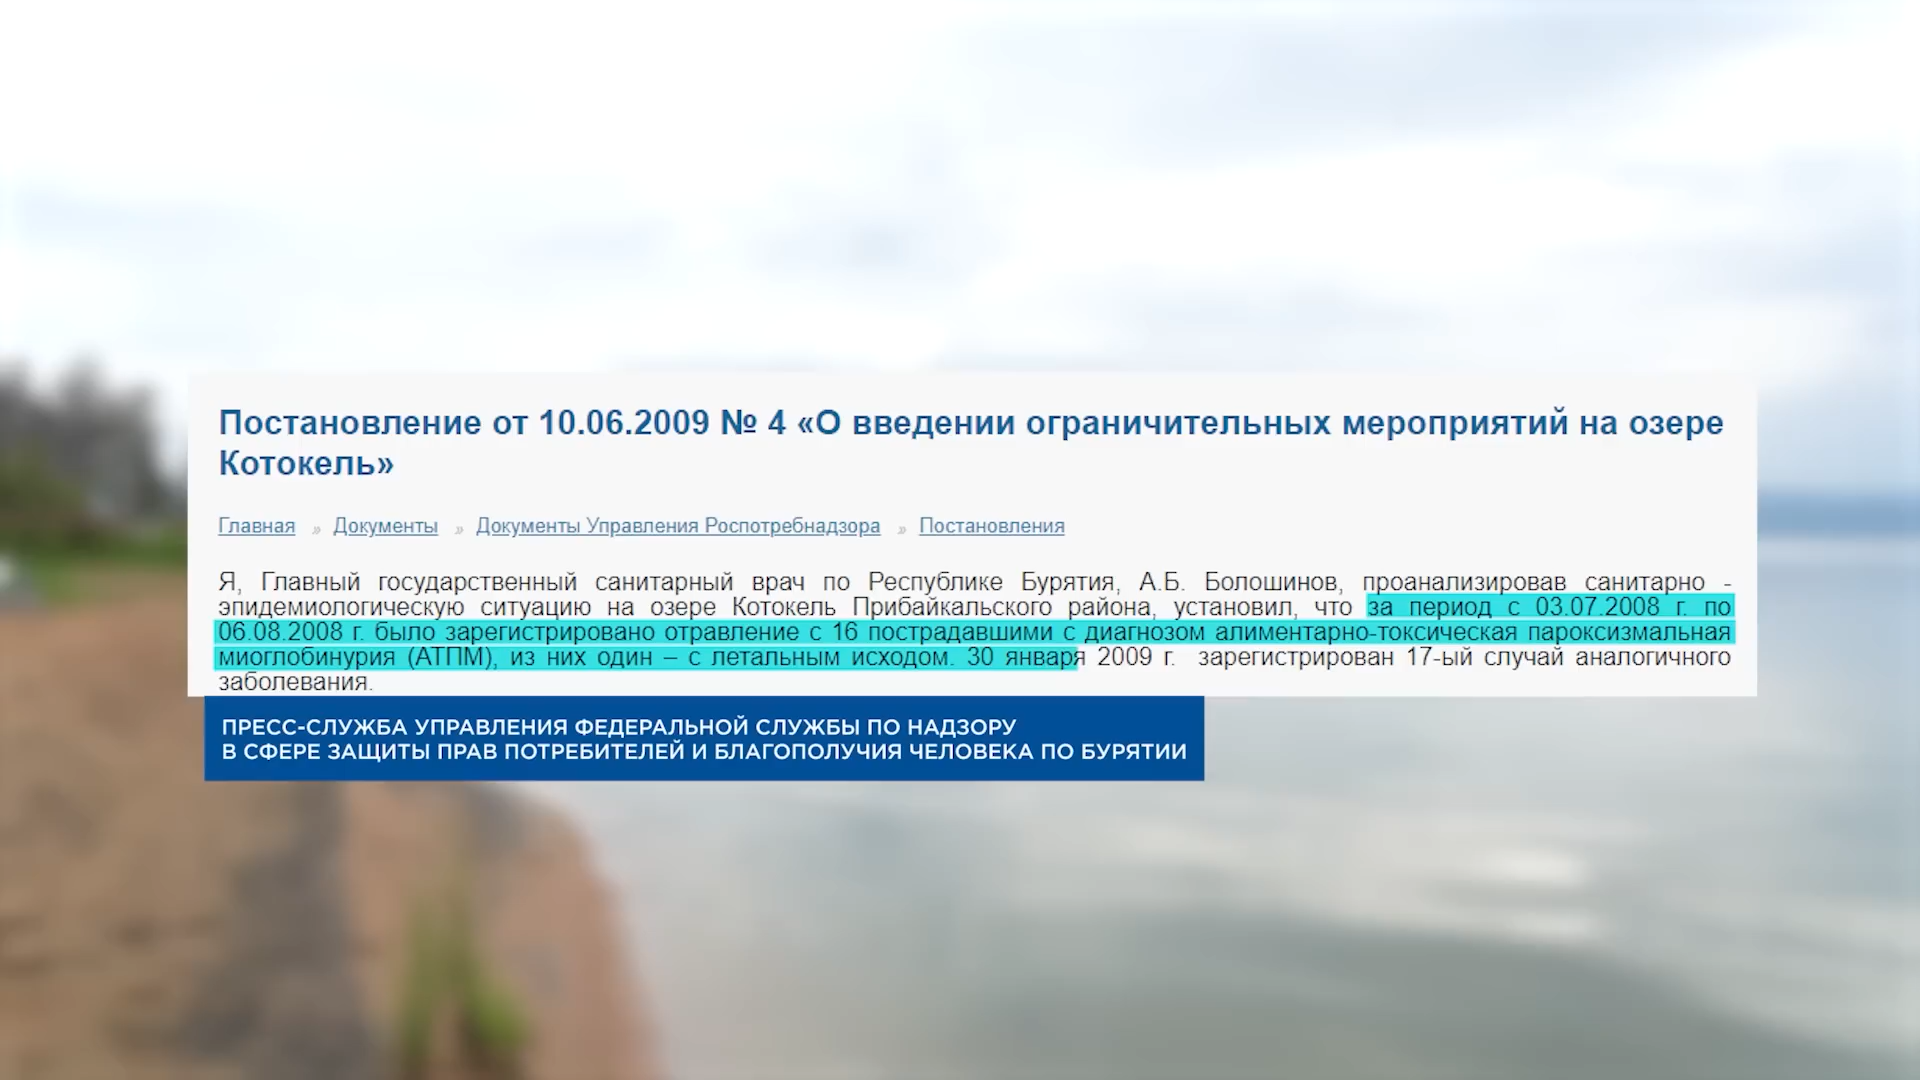 Постановление от 10.06.2009 № 4 «О введении ограничительных мероприятий на озере
Котокель»
Главная » Документы » Документы Управления Роспотребнадзора » Постановления
Я, Главный государственный санитарный врач по Республике Бурятия, А.Б. Болошинов, проанализировав санитарно -
эпидемиологическую ситуацию на озере Котокель Прибайкальского района, установил, что за период с 03.07.2008 г. по
06.08.2008 г. было зарегистрировано отравление с 16 пострадавшими с диагнозом алиментарно-токсическая пароксизмальная
миоглобинурия (АТПМ), из них один – с летальным исходом. 30 января 2009 г. зарегистрирован 17-ый случай аналогичного
заболевания.
ПРЕСС-СЛУЖБА УПРАВЛЕНИЯ ФЕДЕРАЛЬНОЙ СЛУЖБЫ ПО НАДЗОРУ
В СФЕРЕ ЗАЩИТЫ ПРАВ ПОТРЕБИТЕЛЕЙ И БЛАГОПОЛУЧИЯ ЧЕЛОВЕКА ПО БУРЯТИИ